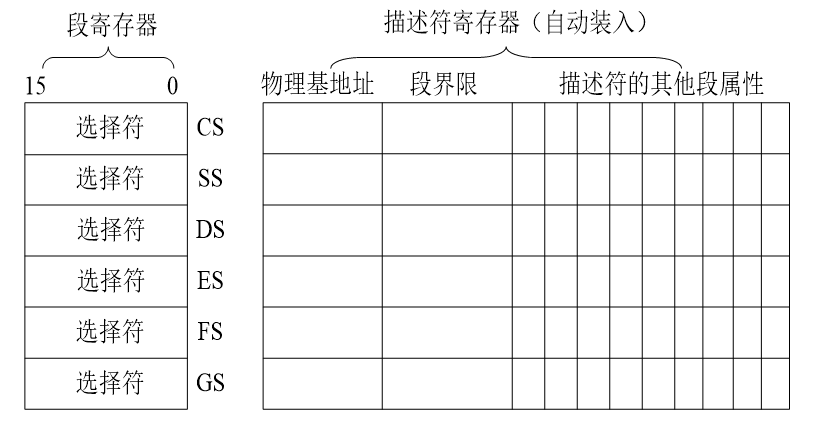 段寄存器 描述符寄存器（自动装入）
15 0 物理基地址 段界限 描述符的其他段属性
选择符 CS
选择符 SS
选择符 DS
选择符 ES
选择符 FS
选择符 GS